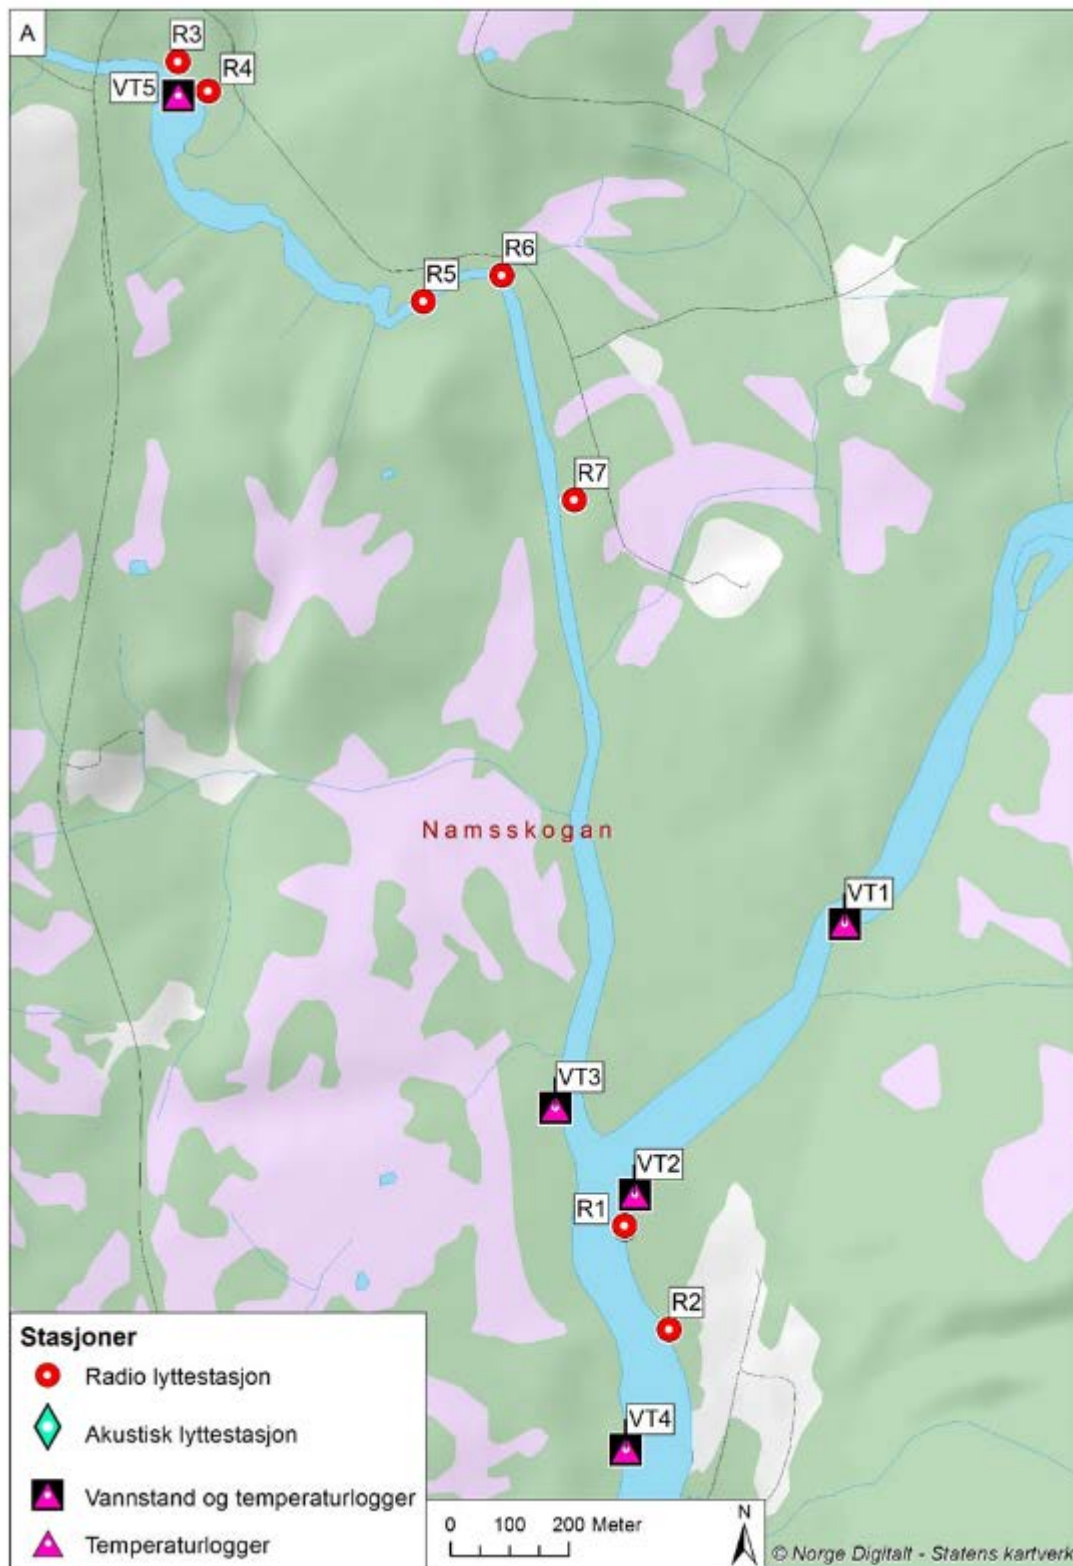 A
R3
R4
VT5
R6
R5
R7
Namsskogan
VT1
VT3
VT2
R1
R2
VT4
Stasjoner
Radio lyttestasjon
Akustisk lyttestasjon
Vannstand og temperaturlogger
Temperaturlogger
0 100 200 Meter
N
© Norge Digitalt - Statens kartverk